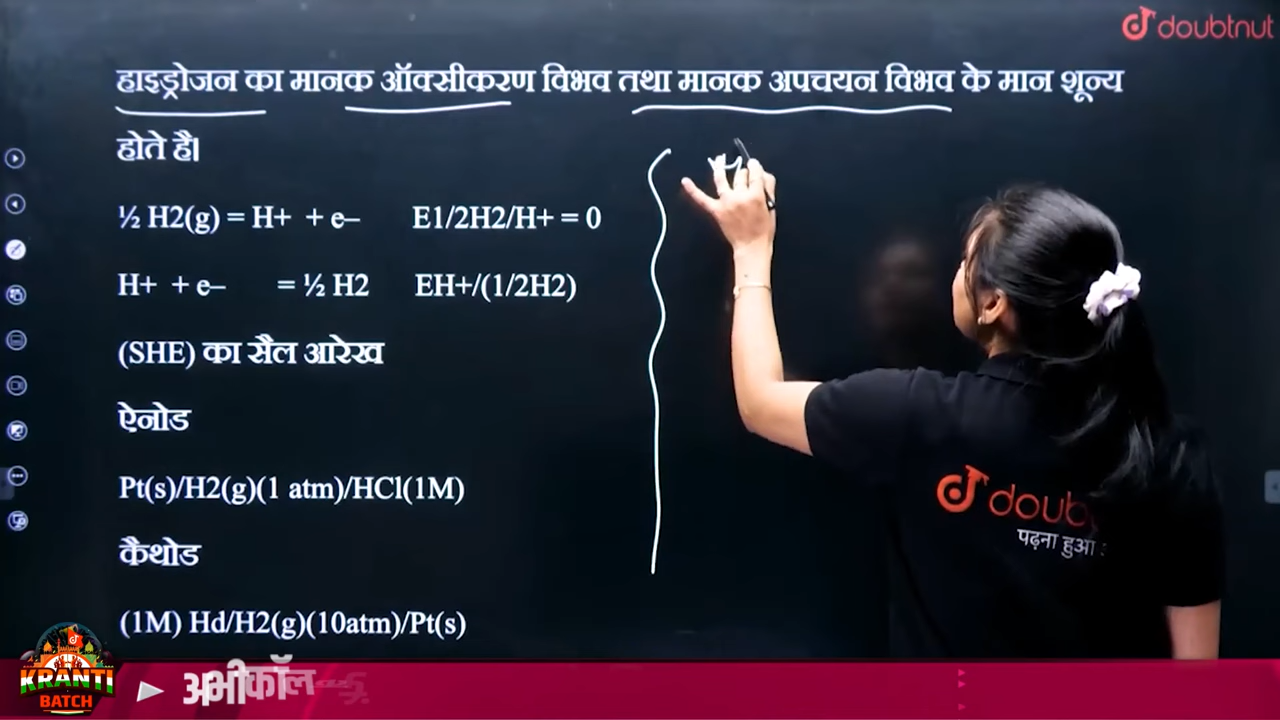 doubtnut
हाइड्रोजन का मानक ऑक्सीकरण विभव तथा मानक अपचयन विभव के मान शून्य
होते है।
½ H2(g) = H+ + e– E1/2H2/H+ = 0
H+ + e– = ½ H2 EH+/(1/2H2)
(SHE) का सैल आरेख
ऐनोड
Pt(s)/H2(g)(1 atm)/HCl(1M)
कैथोड
(1M) Hd/H2(g)(10atm)/Pt(s)
पढ़ना हुआ
KRANTI
BATCH
अभी कॉल